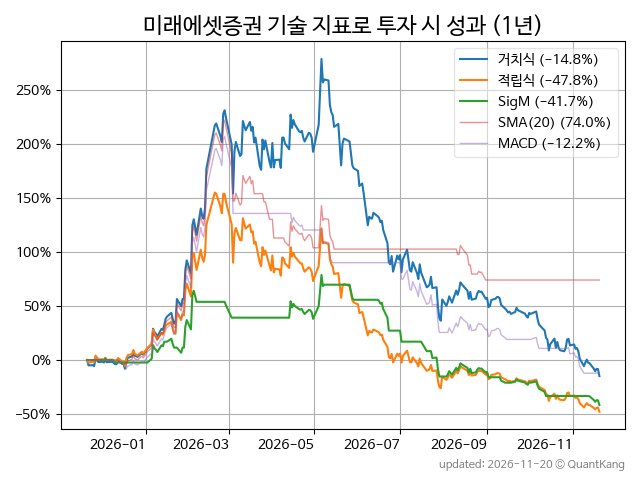 미래에셋증권 기술 지표로 투자 시 성과 (1년)
거치식 (−14.8%)
적립식 (−47.8%)
SigM (−41.7%)
SMA(20) (74.0%)
MACD (−12.2%)
250%
200%
150%
100%
50%
0%
−50%
2026-01 2026-03 2026-05 2026-07 2026-09 2026-11
updated: 2026-11-20 © QuantKang